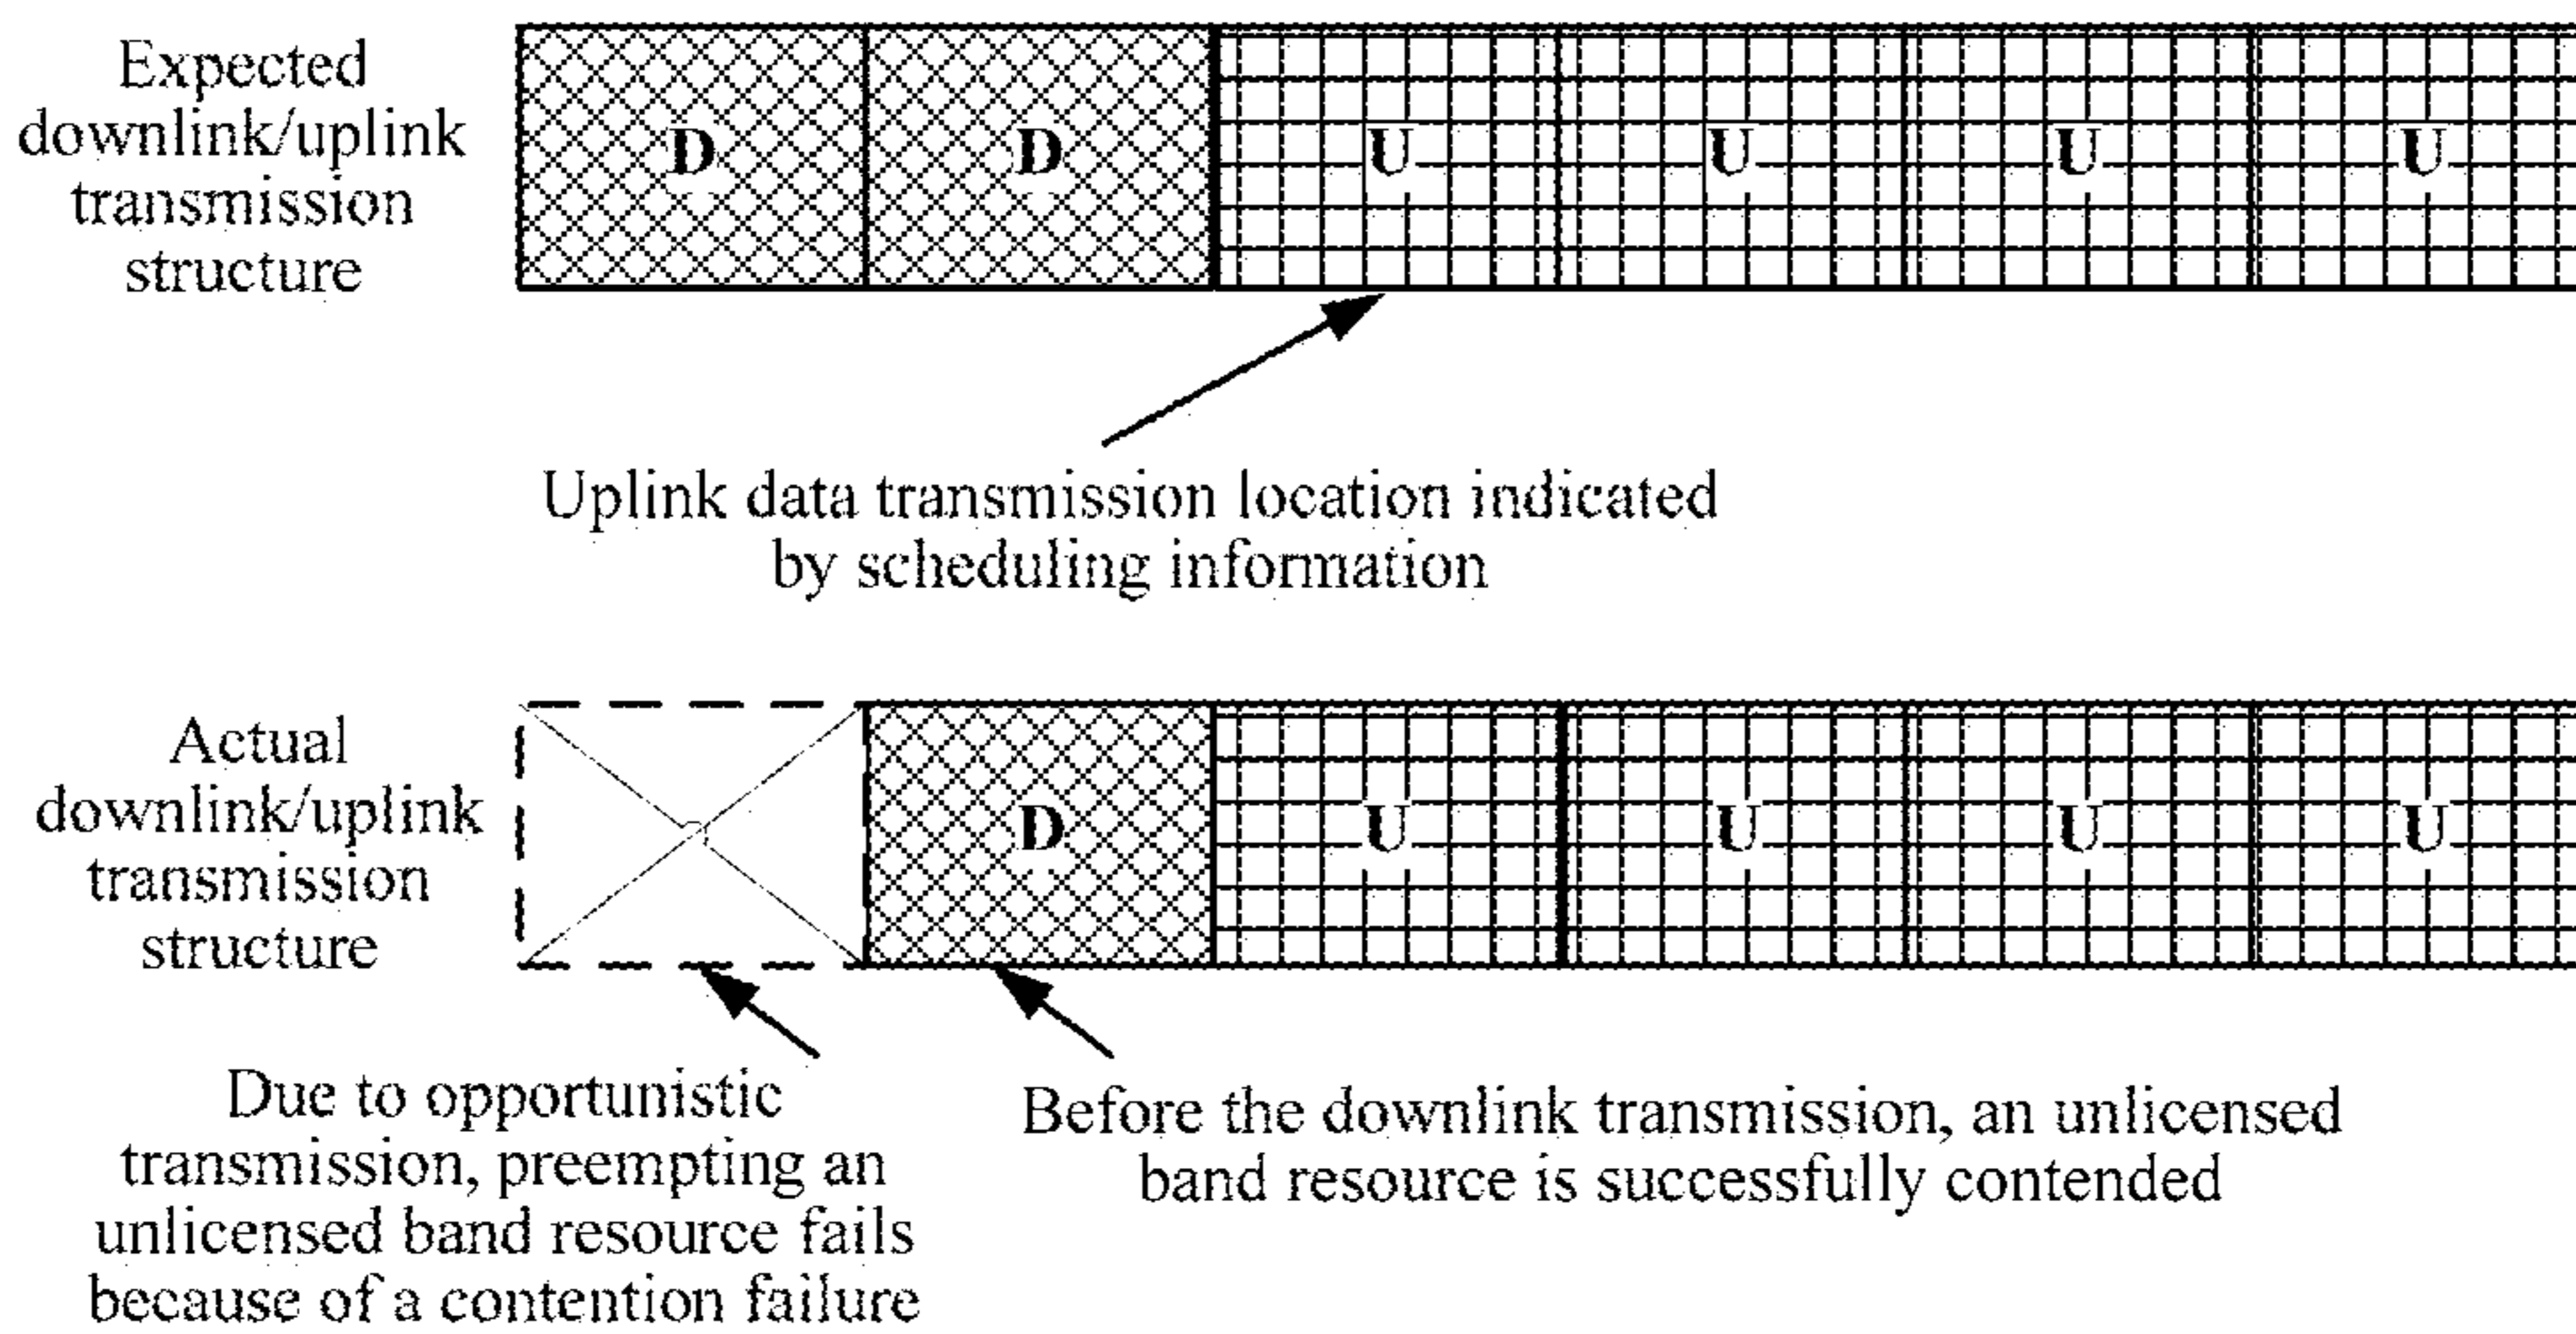 Expected
downlink/uplink
transmission
structure
D D U U U U
Uplink data transmission location indicated
by scheduling information
Actual
downlink/uplink
transmission
structure
D U U U U
Due to opportunistic
transmission, preempting an
unlicensed band resource fails
because of a contention failure
Before the downlink transmission, an unlicensed
band resource is successfully contended